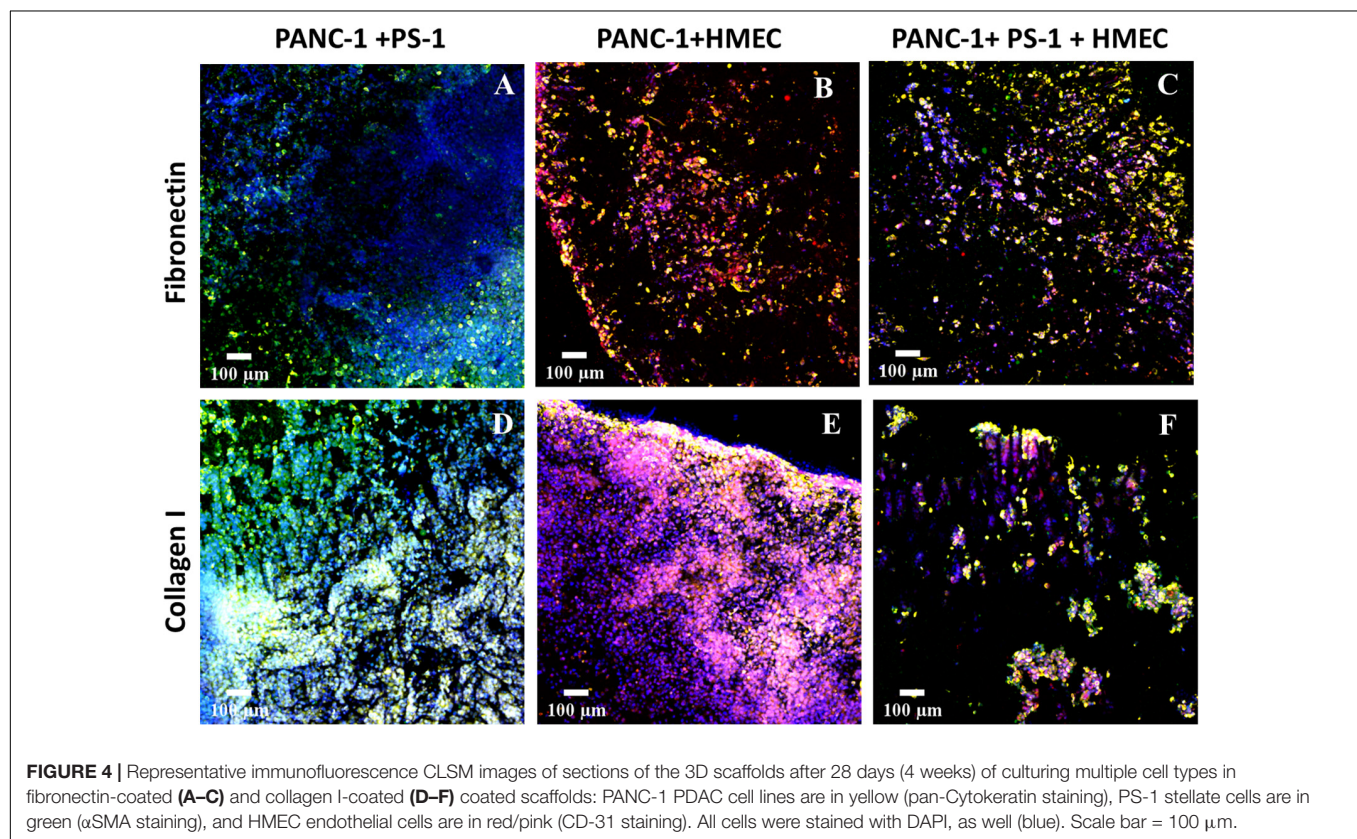 PANC-1 +PS-1
PANC-1+HMEC
PANC-1+ PS-1 + HMEC
Fibronectin
A
100 µm
B
100 µm
C
100 µm
Collagen I
D
100 µm
E
100 µm
F
100 µm
FIGURE 4 | Representative immunofluorescence CLSM images of sections of the 3D scaffolds after 28 days (4 weeks) of culturing multiple cell types in
fibronectin-coated (A–C) and collagen I-coated (D–F) coated scaffolds: PANC-1 PDAC cell lines are in yellow (pan-Cytokeratin staining), PS-1 stellate cells are in
green (αSMA staining), and HMEC endothelial cells are in red/pink (CD-31 staining). All cells were stained with DAPI, as well (blue). Scale bar = 100 µm.